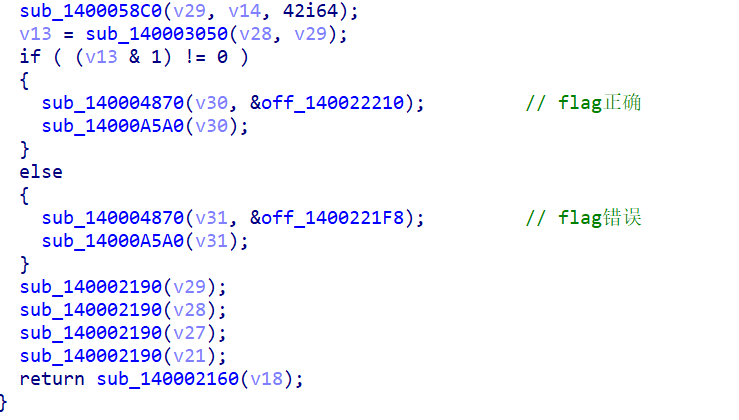 sub_1400058C0(v29, v14, 42i64);
v13 = sub_140003050(v28, v29);
if ( (v13 & 1) != 0 )
{
sub_140004870(v30, &off_140022210); // flag正确
sub_14000A5A0(v30);
}
else
{
sub_140004870(v31, &off_1400221F8); // flag错误
sub_14000A5A0(v31);
}
sub_140002190(v29);
sub_140002190(v28);
sub_140002190(v27);
sub_140002190(v21);
return sub_140002160(v18);
}